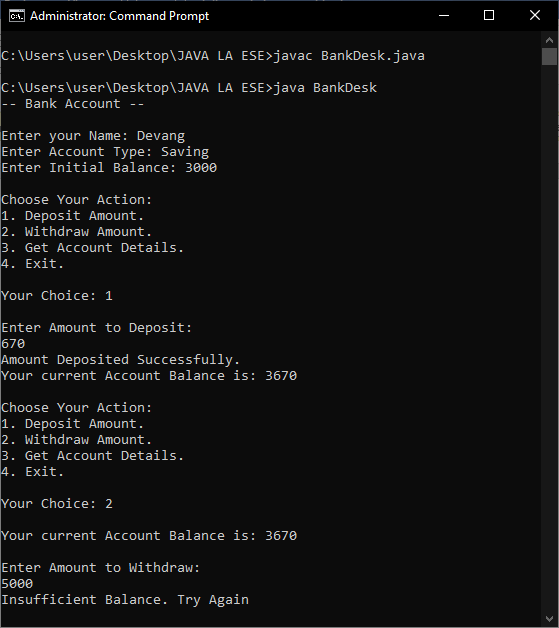 Administrator: Command Prompt
C:\Users\user\Desktop\JAVA LA ESE>javac BankDesk.java
C:\Users\user\Desktop\JAVA LA ESE>java BankDesk
-- Bank Account --
Enter your Name: Devang
Enter Account Type: Saving
Enter Initial Balance: 3000
Choose Your Action:
1. Deposit Amount.
2. Withdraw Amount.
3. Get Account Details.
4. Exit.
Your Choice: 1
Enter Amount to Deposit:
670
Amount Deposited Successfully.
Your current Account Balance is: 3670
Choose Your Action:
1. Deposit Amount.
2. Withdraw Amount.
3. Get Account Details.
4. Exit.
Your Choice: 2
Your current Account Balance is: 3670
Enter Amount to Withdraw:
5000
Insufficient Balance. Try Again